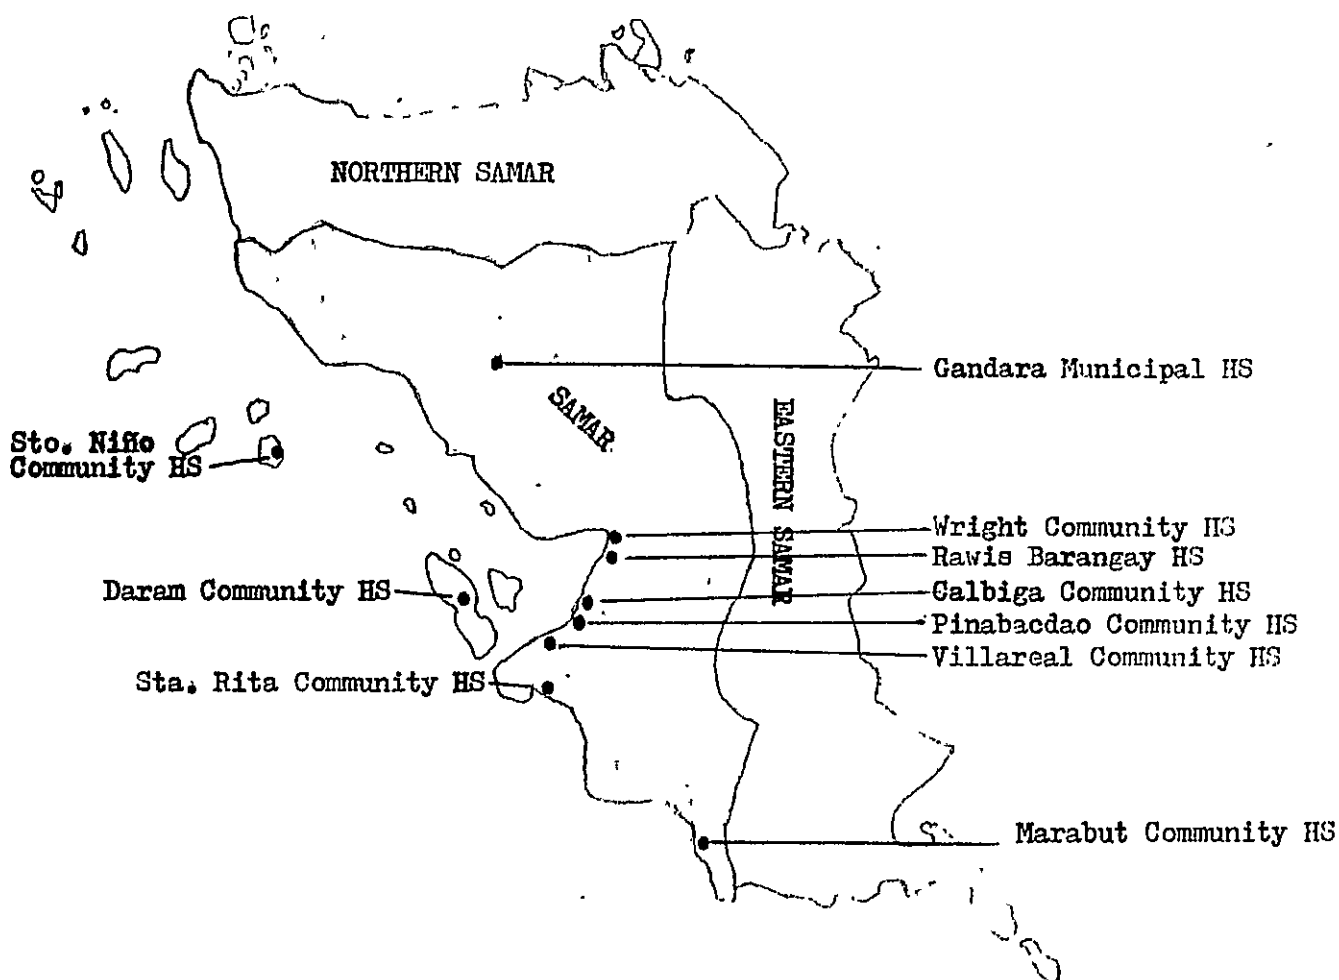 NORTHERN SAMAR
Gandara Municipal HS
SAMAR
EASTERN SAMAR
Sto. Niño
Community HS
Wright Community HS
Rawis Barangay HS
Daram Community HS
Calbiga Community HS
Pinabacdao Community HS
Villareal Community HS
Sta. Rita Community HS
Marabut Community HS